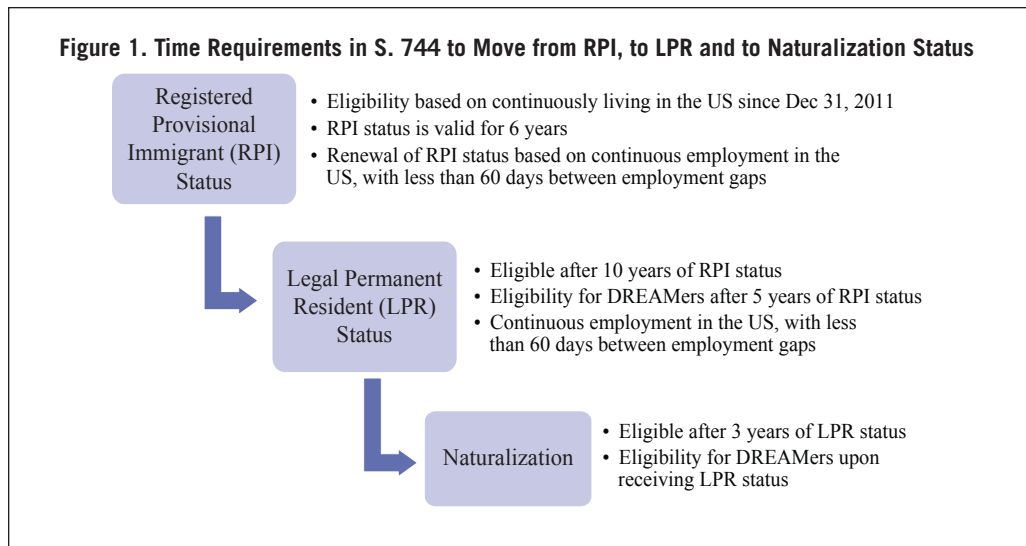 Figure 1. Time Requirements in S. 744 to Move from RPI, to LPR and to Naturalization Status
Registered
Provisional
Immigrant (RPI)
Status
• Eligibility based on continuously living in the US since Dec 31, 2011
• RPI status is valid for 6 years
• Renewal of RPI status based on continuous employment in the
US, with less than 60 days between employment gaps
Legal Permanent
Resident (LPR)
Status
• Eligible after 10 years of RPI status
• Eligibility for DREAMers after 5 years of RPI status
• Continuous employment in the US, with less
than 60 days between employment gaps
Naturalization
• Eligible after 3 years of LPR status
• Eligibility for DREAMers upon
receiving LPR status